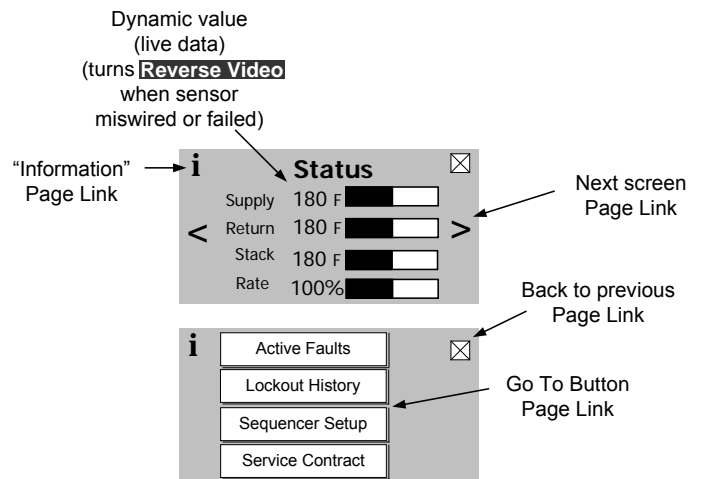 Dynamic value
(live data)
(turns Reverse Video
when sensor
miswired or failed)
“Information”
Page Link
i
Status
Supply 180 F
< Return 180 F >
Stack 180 F
Rate 100%
Next screen
Page Link
Back to previous
Page Link
i
Active Faults
Lockout History
Sequencer Setup
Service Contract
Go To Button
Page Link